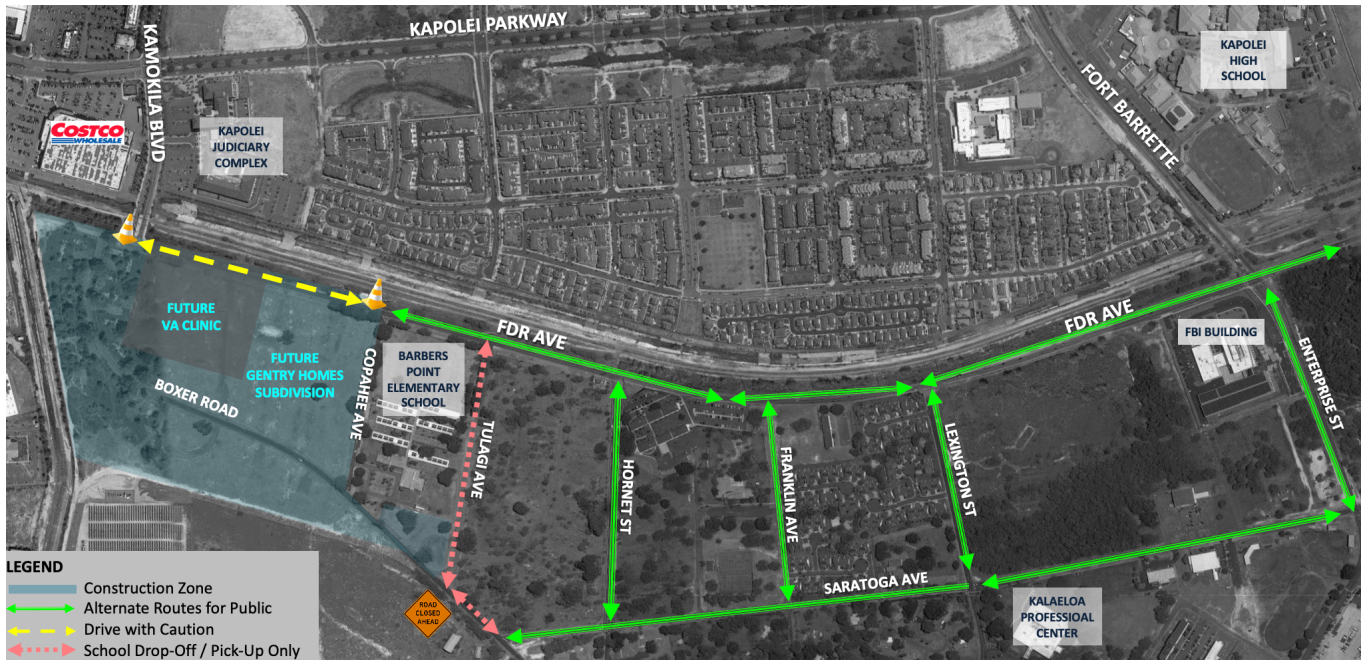 KAPOLEI PARKWAY
KAMOKILA BLVD
COSTCO
WHOLESALE
KAPOLEI
JUDICIARY
COMPLEX
FORT BARRETTE
KAPOLEI
HIGH
SCHOOL
FUTURE
VA CLINIC
FUTURE
GENTRY HOMES
SUBDIVISION
BOXER ROAD
COPAHEE AVE
BARBERS
POINT
ELEMENTARY
SCHOOL
TULAGI AVE
FDR AVE
HORNET ST
FRANKLIN AVE
LEXINGTON ST
FDR AVE
FBI BUILDING
ENTERPRISE ST
SARATOGA AVE
KALAELOA
PROFESSIOAL
CENTER
ROAD
CLOSED
AHEAD
LEGEND
Construction Zone
Alternate Routes for Public
Drive with Caution
School Drop-Off / Pick-Up Only